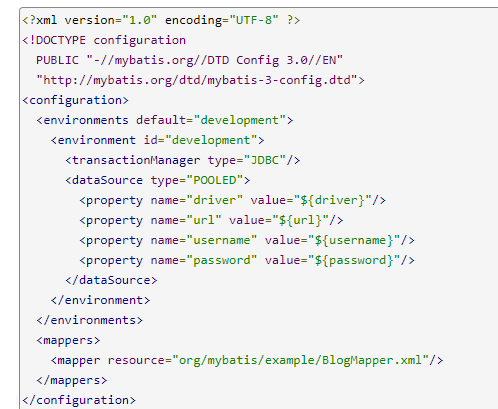 <?xml version="1.0" encoding="UTF-8" ?>
<!DOCTYPE configuration
  PUBLIC "-//mybatis.org//DTD Config 3.0//EN"
  "http://mybatis.org/dtd/mybatis-3-config.dtd">
<configuration>
  <environments default="development">
    <environment id="development">
      <transactionManager type="JDBC"/>
      <dataSource type="POOLED">
        <property name="driver" value="${driver}"/>
        <property name="url" value="${url}"/>
        <property name="username" value="${username}"/>
        <property name="password" value="${password}"/>
      </dataSource>
    </environment>
  </environments>
  <mappers>
    <mapper resource="org/mybatis/example/BlogMapper.xml"/>
  </mappers>
</configuration>